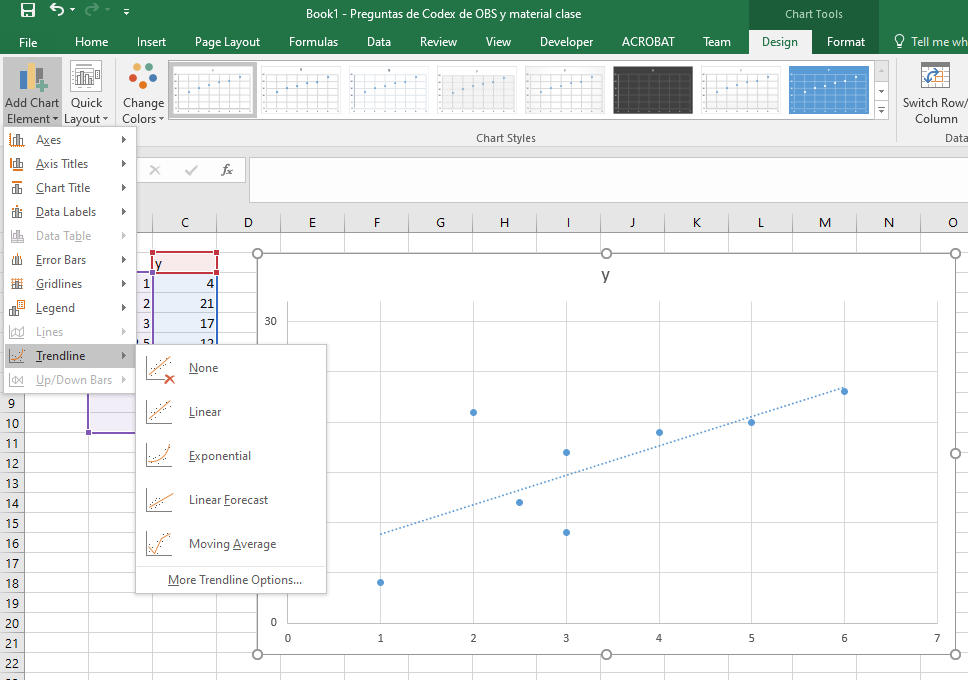 Book1 - Preguntas de Codex de OBS y material clase
Chart Tools
File Home Insert Page Layout Formulas Data Review View Developer ACROBAT Team Design Format Tell me wh
Add Chart Element
Quick Layout
Change Colors
Chart Styles
Switch Row/ Column
Data
Axes
Axis Titles
Chart Title
Data Labels
Data Table
Error Bars
Gridlines
Legend
Lines
Trendline
Up/Down Bars
None
Linear
Exponential
Linear Forecast
Moving Average
More Trendline Options...
fx
C D E F G H I J K L M N O
y
1 4
2 21
3 17
9
10
11
12
13
14
15
16
17
18
19
20
21
22
y
30
0
0 1 2 3 4 5 6 7